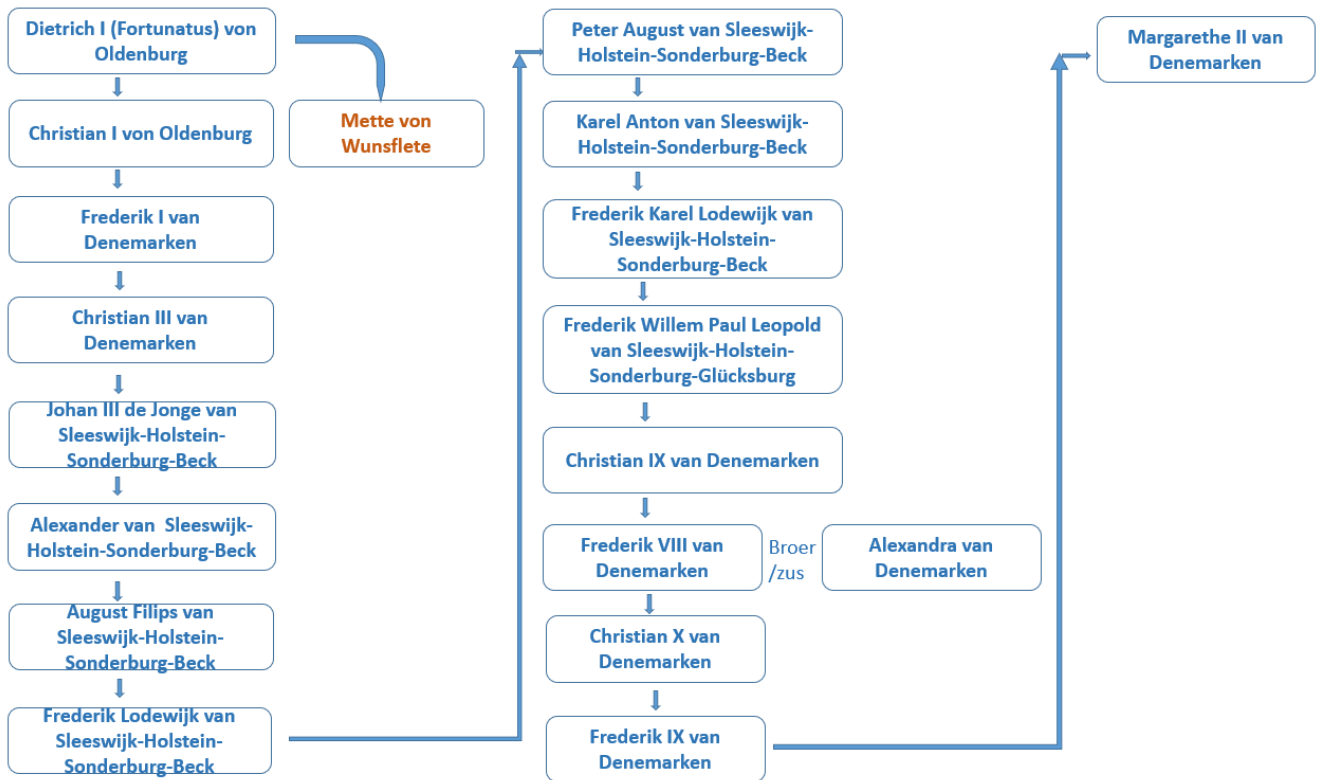 Dietrich I (Fortunatus) von
Oldenburg
Christian I von Oldenburg
Mette von
Wunsflete
Frederik I van
Denemarken
Christian III van
Denemarken
Johan III de Jonge van
Sleeswijk-Holstein-
Sonderburg-Beck
Alexander van Sleeswijk-
Holstein-Sonderburg-Beck
August Filips van
Sleeswijk-Holstein-
Sonderburg-Beck
Frederik Lodewijk van
Sleeswijk-Holstein-
Sonderburg-Beck
Peter August van Sleeswijk-
Holstein-Sonderburg-Beck
Karel Anton van Sleeswijk-
Holstein-Sonderburg-Beck
Frederik Karel Lodewijk van
Sleeswijk-Holstein-
Sonderburg-Beck
Frederik Willem Paul Leopold
van Sleeswijk-Holstein-
Sonderburg-Glücksburg
Christian IX van Denemarken
Frederik VIII van
Denemarken
Broer
/zus
Alexandra van
Denemarken
Christian X van
Denemarken
Frederik IX van
Denemarken
Margarethe II van
Denemarken